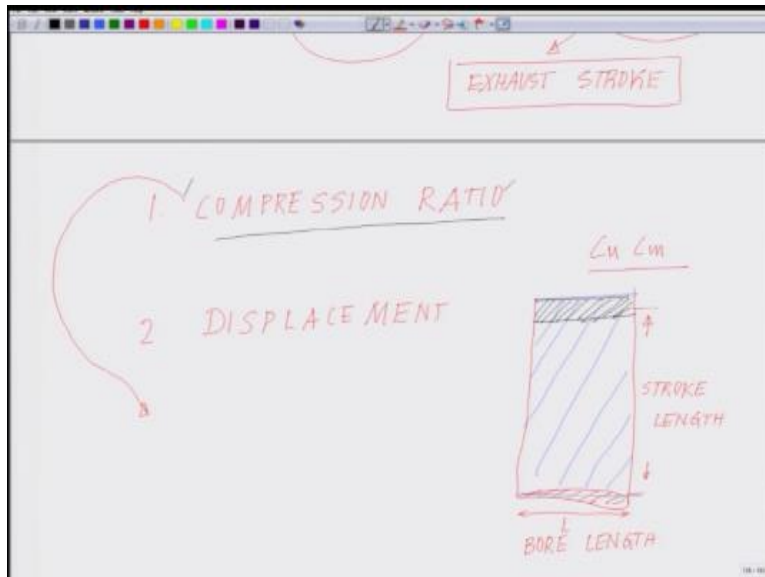 EXHAUST STROKE
1 COMPRESSION RATIO
Cu Cm
2 DISPLACEMENT
STROKE
LENGTH
BORE LENGTH